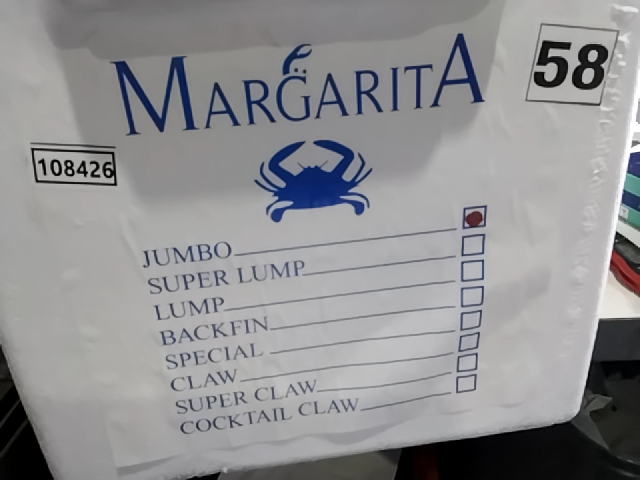 MARGARITA
58
108426
JUMBO
SUPER LUMP
LUMP
BACKFIN
SPECIAL
CLAW
SUPER CLAW
COCKTAIL CLAW